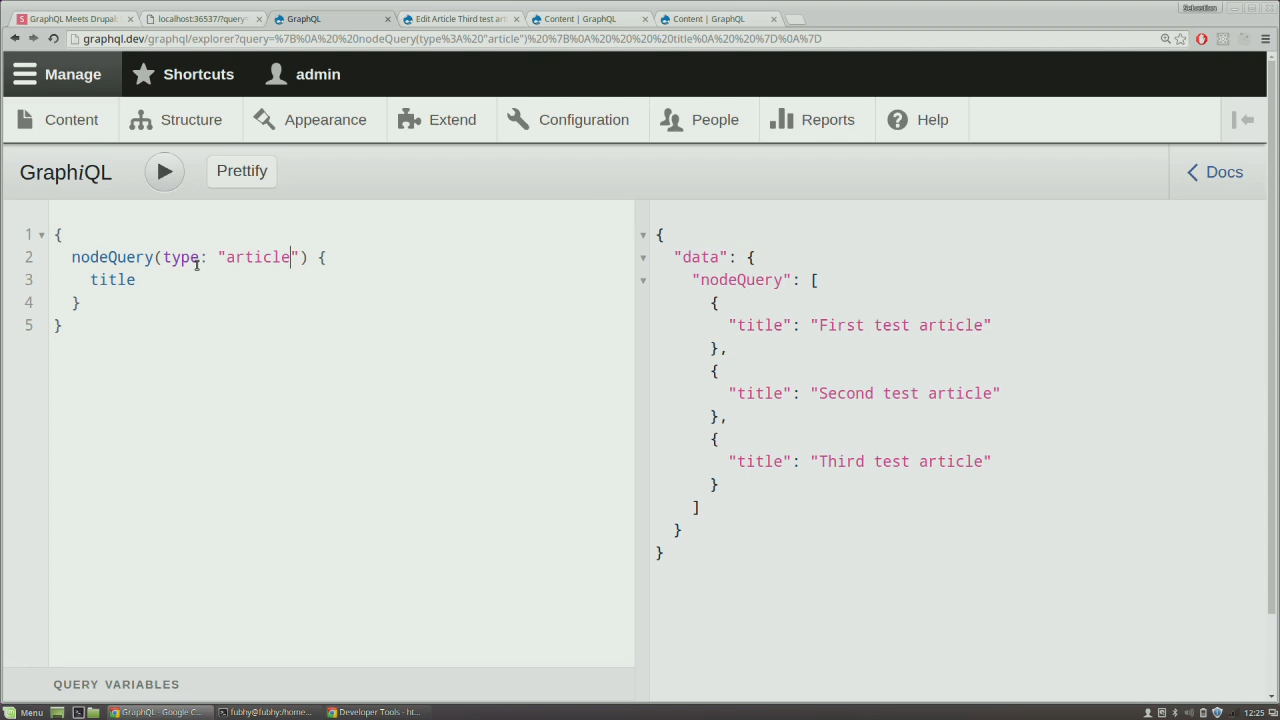 Sebastian
GraphQL Meets Drupal
localhost:36537/?query=
GraphQL
Edit Article Third test art
Content | GraphQL
Content | GraphQL
graphql.dev/graphql/explorer?query=%7B%0A%20%20nodeQuery(type%3A%20"article")%20%7B%0A%20%20%20%20title%0A%20%20%7D%0A%7D
Manage
Shortcuts
admin
Content
Structure
Appearance
Extend
Configuration
People
Reports
Help
GraphiQL
Prettify
Docs
1 {
2 nodeQuery(type: "article") {
3 title
4 }
5 }
{
"data": {
"nodeQuery": [
{
"title": "First test article"
},
{
"title": "Second test article"
},
{
"title": "Third test article"
}
]
}
}
QUERY VARIABLES
Menu
GraphQL - Google C...
fubhy@fubhy:/home...
Developer Tools - ht...
12:25